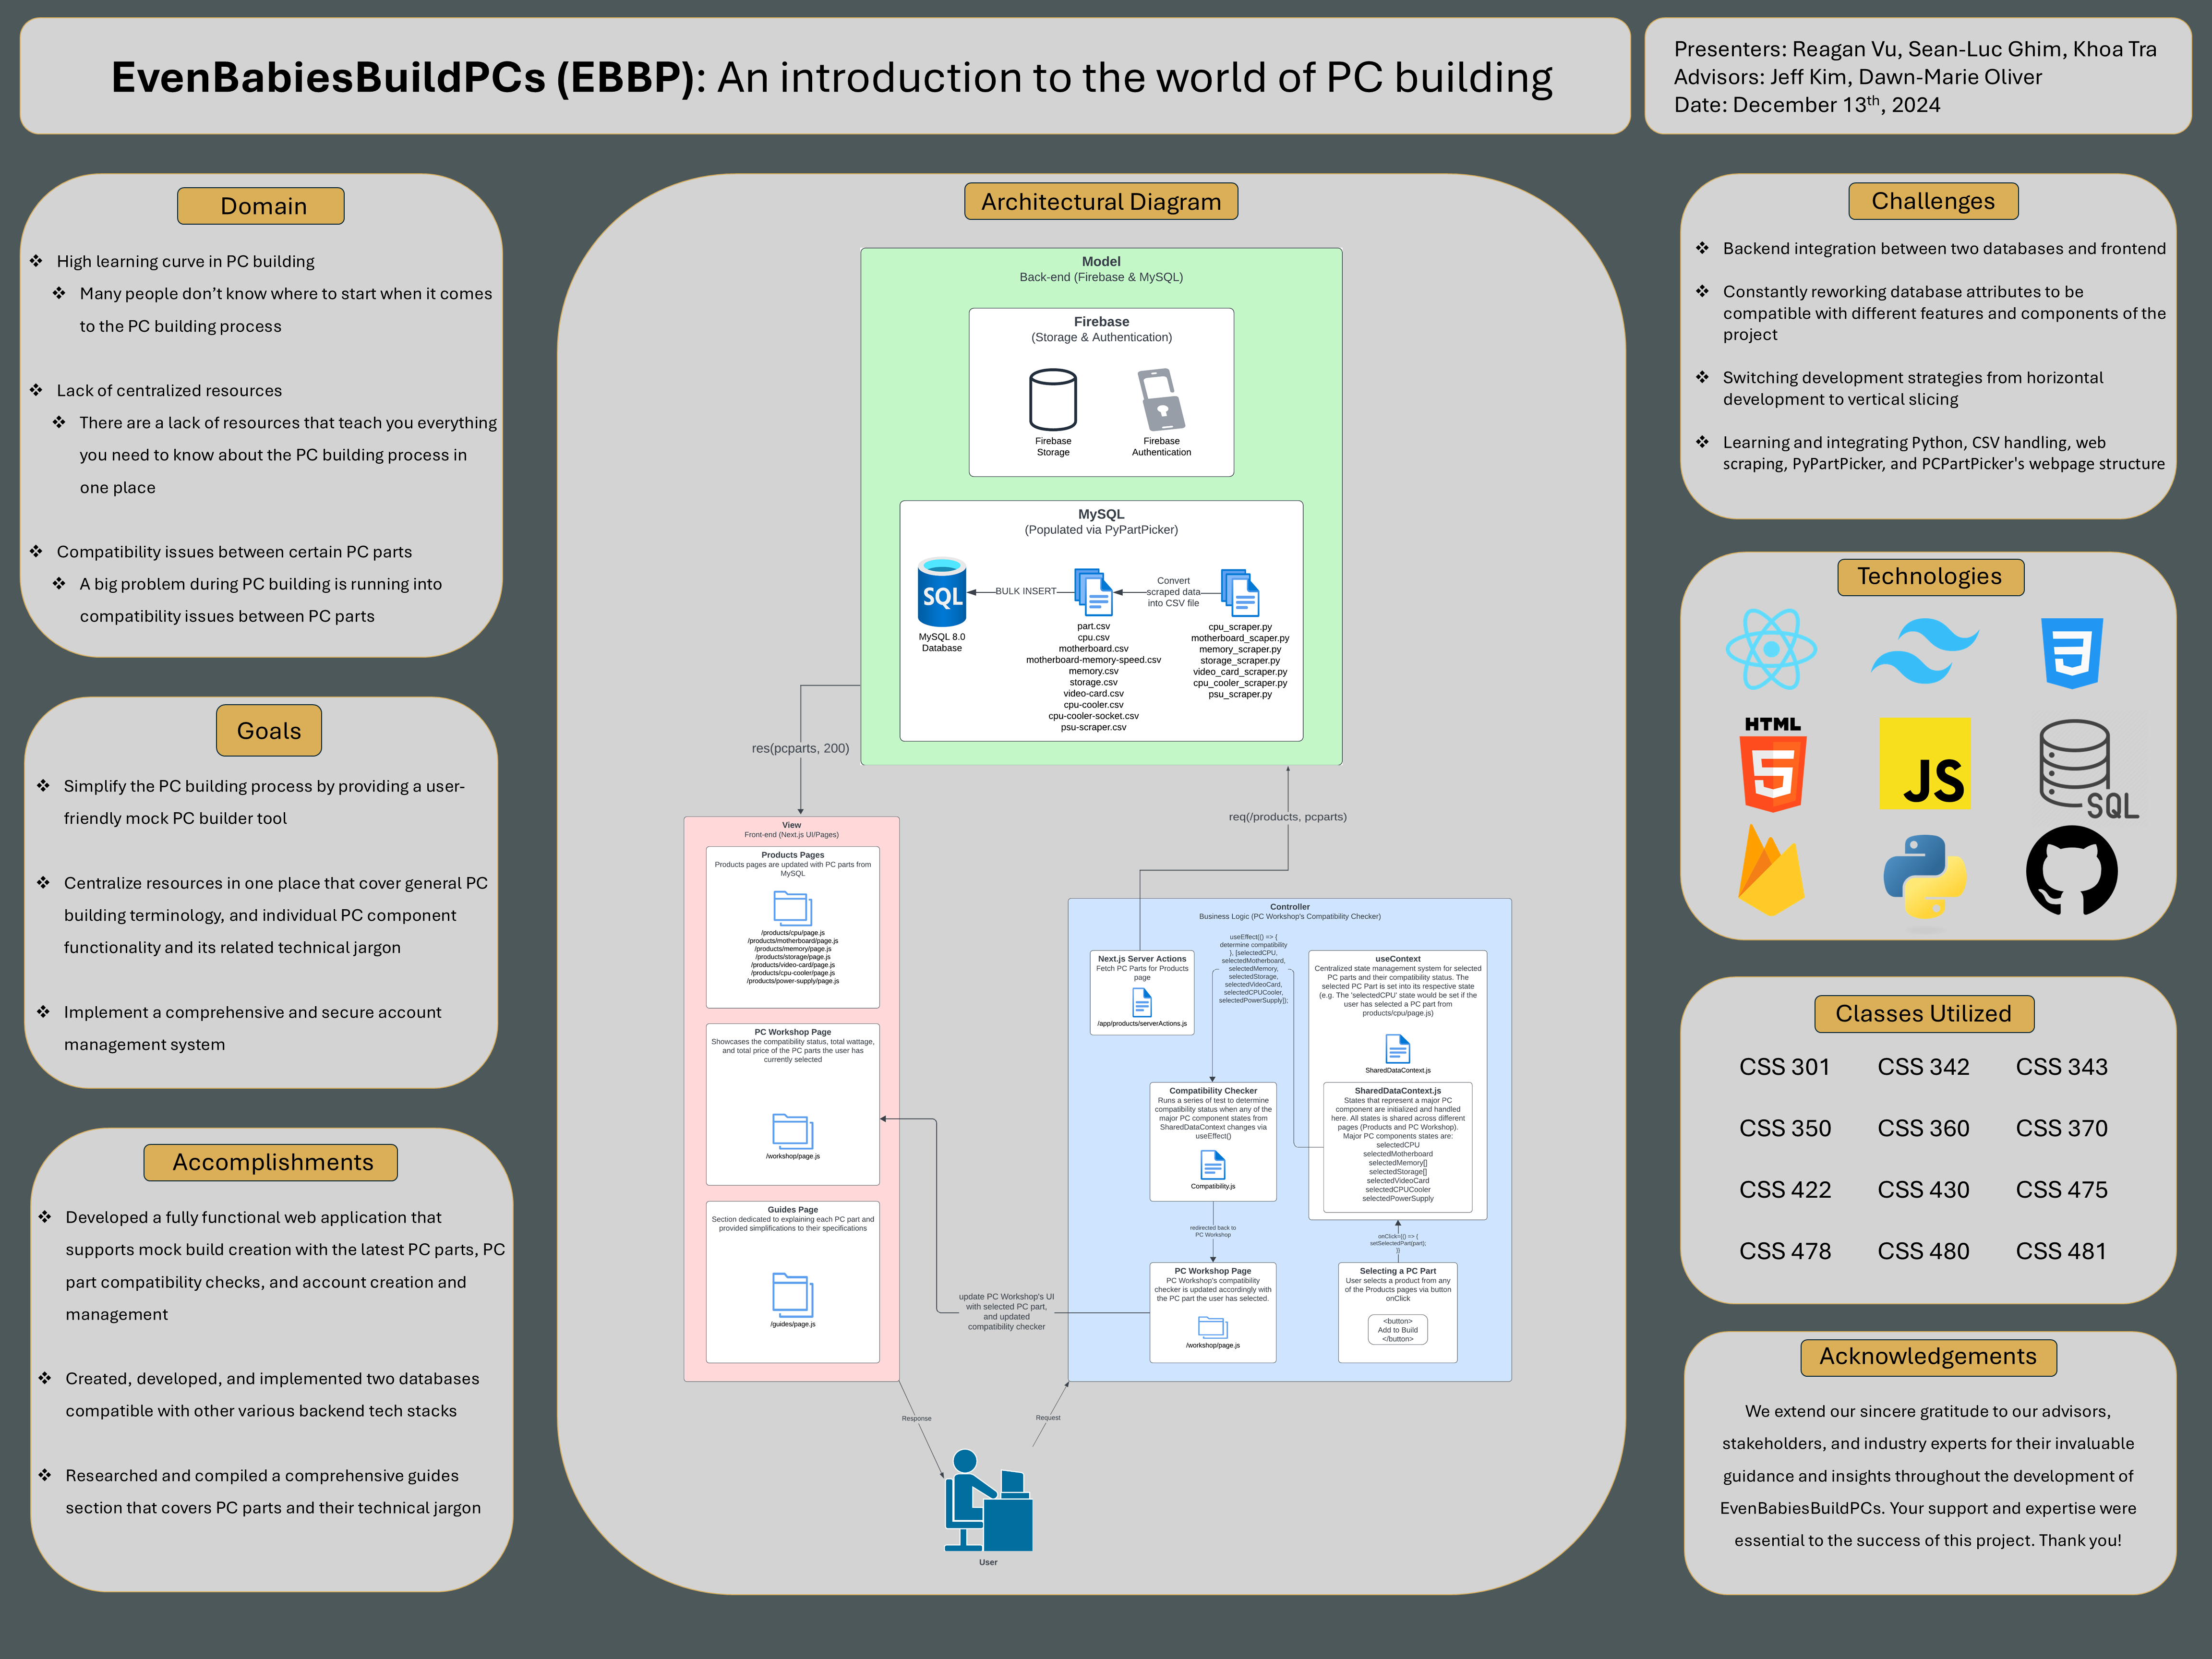 EvenBabiesBuildPCs (EBBP): An introduction to the world of PC building
Presenters: Reagan Vu, Sean-Luc Ghim, Khoa Tra
Advisors: Jeff Kim, Dawn-Marie Oliver
Date: December 13th, 2024
Domain
❖ High learning curve in PC building
❖ Many people don't know where to start when it comes
to the PC building process
❖ Lack of centralized resources
❖ There are a lack of resources that teach you everything
you need to know about the PC building process in
one place
❖ Compatibility issues between certain PC parts
❖ A big problem during PC building is running into
compatibility issues between PC parts
Goals
❖ Simplify the PC building process by providing a user-
friendly mock PC builder tool
❖ Centralize resources in one place that cover general PC
building terminology, and individual PC component
functionality and its related technical jargon
❖ Implement a comprehensive and secure account
management system
Accomplishments
❖ Developed a fully functional web application that
supports mock build creation with the latest PC parts, PC
part compatibility checks, and account creation and
management
❖ Created, developed, and implemented two databases
compatible with other various backend tech stacks
❖ Researched and compiled a comprehensive guides
section that covers PC parts and their technical jargon
Architectural Diagram
Model
Back-end (Firebase & MySQL)
Firebase
(Storage & Authentication)
Firebase
Storage
Firebase
Authentication
MySQL
(Populated via PyPartPicker)
SQL
MySQL 8.0
Database
BULK INSERT
part.csv
cpu.csv
motherboard.csv
motherboard-memory-speed.csv
memory.csv
storage.csv
video-card.csv
cpu-cooler.csv
cpu-cooler-socket.csv
psu-scraper.csv
Convert
scraped data
into CSV file
cpu_scraper.py
motherboard_scaper.py
memory_scraper.py
storage_scraper.py
video_card_scraper.py
cpu_cooler_scraper.py
psu_scraper.py
res(pcparts, 200)
req(/products, pcparts)
View
Front-end (Next.js UI/Pages)
Products Pages
Products pages are updated with PC parts from
MySQL
/products/cpu/page.js
/products/motherboard/page.js
/products/memory/page.js
/products/storage/page.js
/products/video-card/page.js
/products/cpu-cooler/page.js
/products/power-supply/page.js
PC Workshop Page
Showcases the compatibility status, total wattage,
and total price of the PC parts the user has
currently selected
/workshop/page.js
Guides Page
Section dedicated to explaining each PC part and
provided simplifications to their specifications
/guides/page.js
Controller
Business Logic (PC Workshop's Compatibility Checker)
Next.js Server Actions
Fetch PC Parts for Products
page
/app/products/serverActions.js
useEffect(() => {
determine compatibility
}, [selectedCPU,
selectedMotherboard,
selectedMemory,
selectedStorage,
selectedVideoCard,
selectedCPUCooler,
selectedPowerSupply]);
useContext
Centralized state management system for selected
PC parts and their compatibility status. The
selected PC Part is set into its respective state
(e.g. The 'selectedCPU' state would be set if the
user has selected a PC part from
products/cpu/page.js)
SharedDataContext.js
SharedDataContext.js
States that represent a major PC
component are initialized and handled
here. All states is shared across different
pages (Products and PC Workshop).
Major PC components states are:
selectedCPU
selectedMotherboard
selectedMemory[]
selectedStorage[]
selectedVideoCard
selectedCPUCooler
selectedPowerSupply
Compatibility Checker
Runs a series of test to determine
compatibility status when any of the
major PC component states from
SharedDataContext changes via
useEffect()
Compatibility.js
redirected back to
PC Workshop
onClick={() => {
setSelectedPart(part);
}}
PC Workshop Page
PC Workshop's compatibility
checker is updated accordingly with
the PC part the user has selected.
/workshop/page.js
Selecting a PC Part
User selects a product from any
of the Products pages via button
onClick
<button>
Add to Build
</button>
update PC Workshop's UI
with selected PC part,
and updated
compatibility checker
Response
Request
User
Challenges
❖ Backend integration between two databases and frontend
❖ Constantly reworking database attributes to be
compatible with different features and components of the
project
❖ Switching development strategies from horizontal
development to vertical slicing
❖ Learning and integrating Python, CSV handling, web
scraping, PyPartPicker, and PCPartPicker's webpage structure
Technologies
3
HTML
5
JS
SQL
Classes Utilized
CSS 301 CSS 342 CSS 343
CSS 350 CSS 360 CSS 370
CSS 422 CSS 430 CSS 475
CSS 478 CSS 480 CSS 481
Acknowledgements
We extend our sincere gratitude to our advisors,
stakeholders, and industry experts for their invaluable
guidance and insights throughout the development of
EvenBabiesBuildPCs. Your support and expertise were
essential to the success of this project. Thank you!